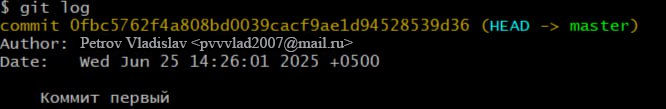 $ git log
commit 0fbc5762f4a808bd0039cacf9ae1d94528539d36 (HEAD -> master)
Author: Petrov Vladislav <pvvvlad2007@mail.ru>
Date:   Wed Jun 25 14:26:01 2025 +0500
Коммит первый